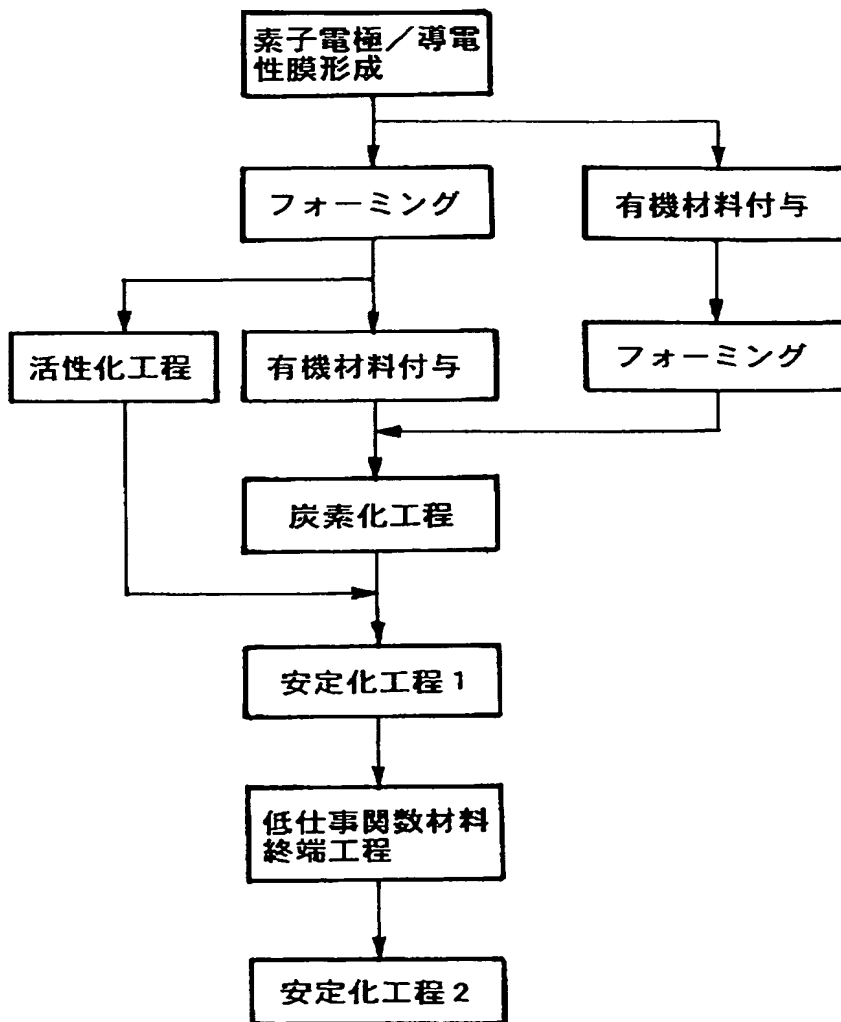 素子電極／導電
性膜形成
フォーミング
有機材料付与
活性化工程
有機材料付与
フォーミング
炭素化工程
安定化工程１
低仕事関数材料
終端工程
安定化工程２